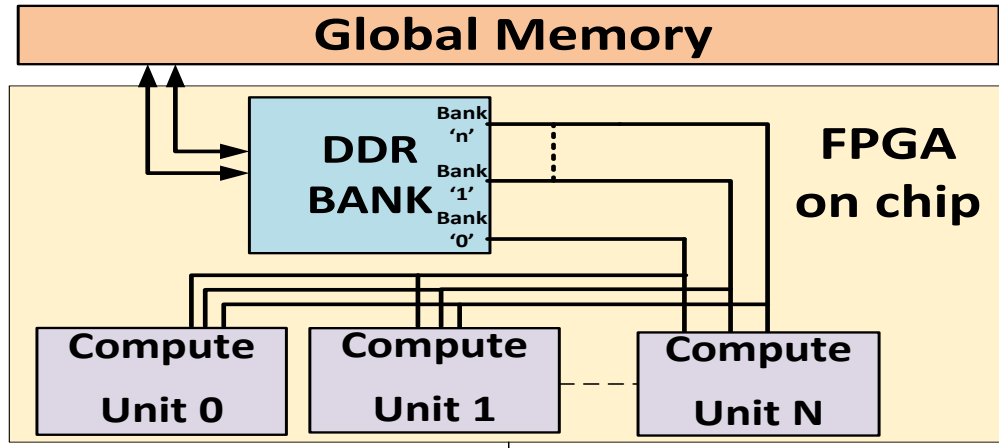 Global Memory
DDR
BANK
Bank
‘n’
Bank
‘1’
Bank
‘0’
FPGA
on chip
Compute
Unit 0
Compute
Unit 1
Compute
Unit N